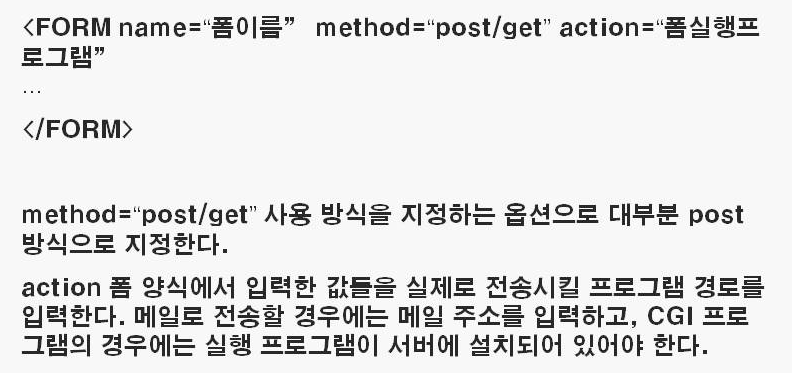 <FORM name=“폼이름”  method=“post/get” action=“폼실행프
로그램”
...
</FORM>
method=“post/get” 사용 방식을 지정하는 옵션으로 대부분 post
방식으로 지정한다.
action 폼 양식에서 입력한 값들을 실제로 전송시킬 프로그램 경로를
입력한다. 메일로 전송할 경우에는 메일 주소를 입력하고, CGI 프로
그램의 경우에는 실행 프로그램이 서버에 설치되어 있어야 한다.